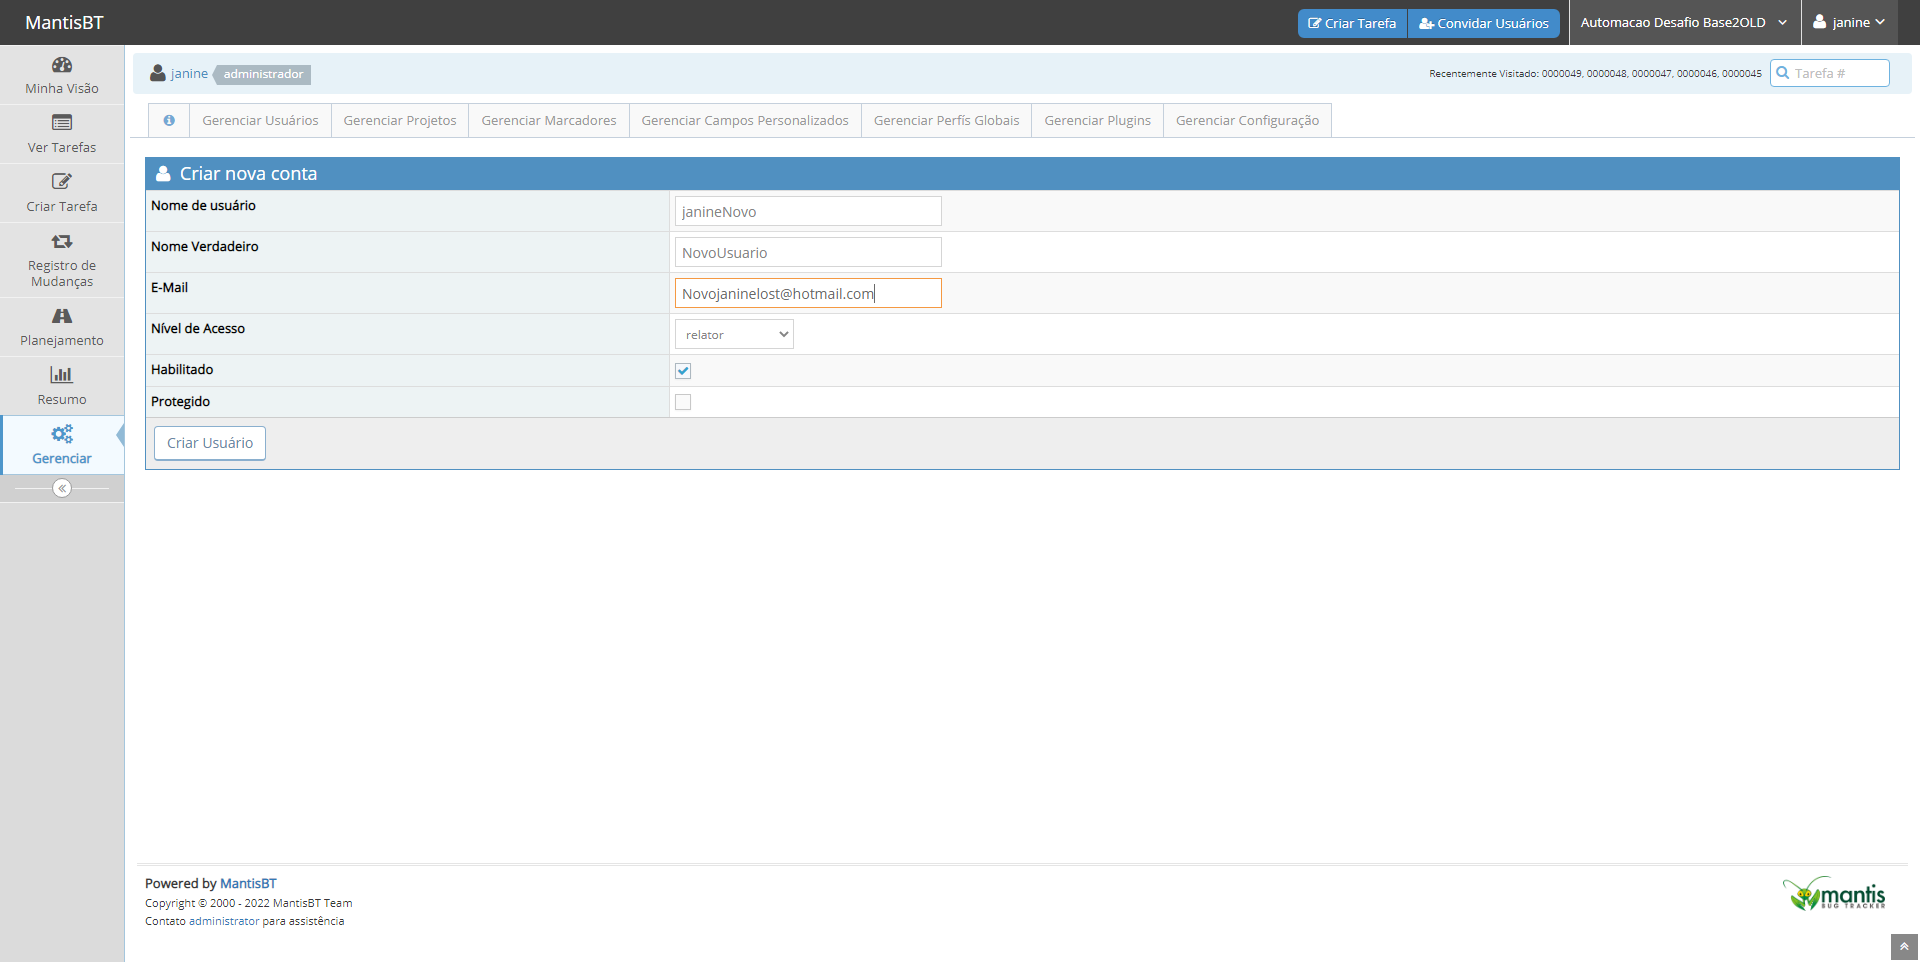 MantisBT
Criar Tarefa
Convidar Usuários
Automacao Desafio Base2OLD
janine
Minha Visão
Ver Tarefas
Criar Tarefa
Registro de
Mudanças
Planejamento
Resumo
Gerenciar
janine
administrador
Recentemente Visitado: 0000049, 0000048, 0000047, 0000046, 0000045
Tarefa #
Gerenciar Usuários
Gerenciar Projetos
Gerenciar Marcadores
Gerenciar Campos Personalizados
Gerenciar Perfís Globais
Gerenciar Plugins
Gerenciar Configuração
Criar nova conta
Nome de usuário
janineNovo
Nome Verdadeiro
NovoUsuario
E-Mail
Novojaninelost@hotmail.com
Nível de Acesso
relator
Habilitado
Protegido
Criar Usuário
Powered by MantisBT
Copyright © 2000 - 2022 MantisBT Team
Contato administrator para assistência
mantis
BUG TRACKER